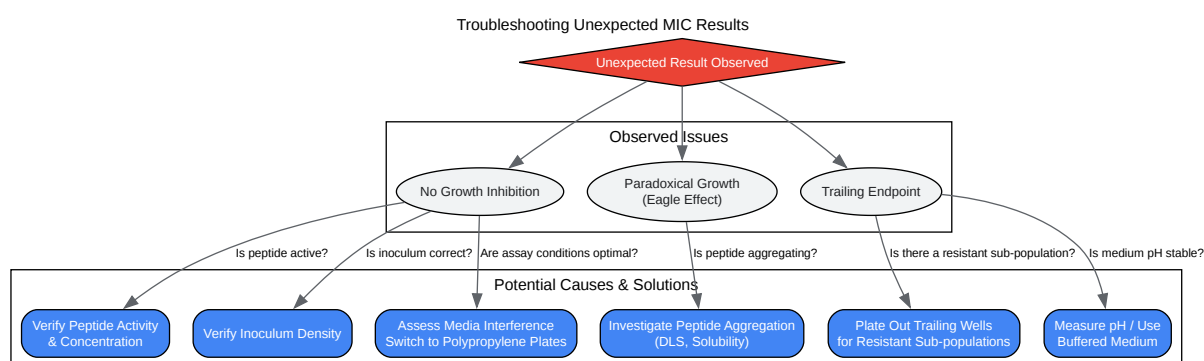 Troubleshooting Unexpected MIC Results
Unexpected Result Observed
Observed Issues
No Growth Inhibition
Paradoxical Growth
(Eagle Effect)
Trailing Endpoint
Is peptide active?
Is inoculum correct?
Are assay conditions optimal?
Is peptide aggregating?
Is there a resistant sub-population?
Is medium pH stable?
Potential Causes & Solutions
Verify Peptide Activity
& Concentration
Verify Inoculum Density
Assess Media Interference
Switch to Polypropylene Plates
Investigate Peptide Aggregation
(DLS, Solubility)
Plate Out Trailing Wells
for Resistant Sub-populations
Measure pH / Use
Buffered Medium